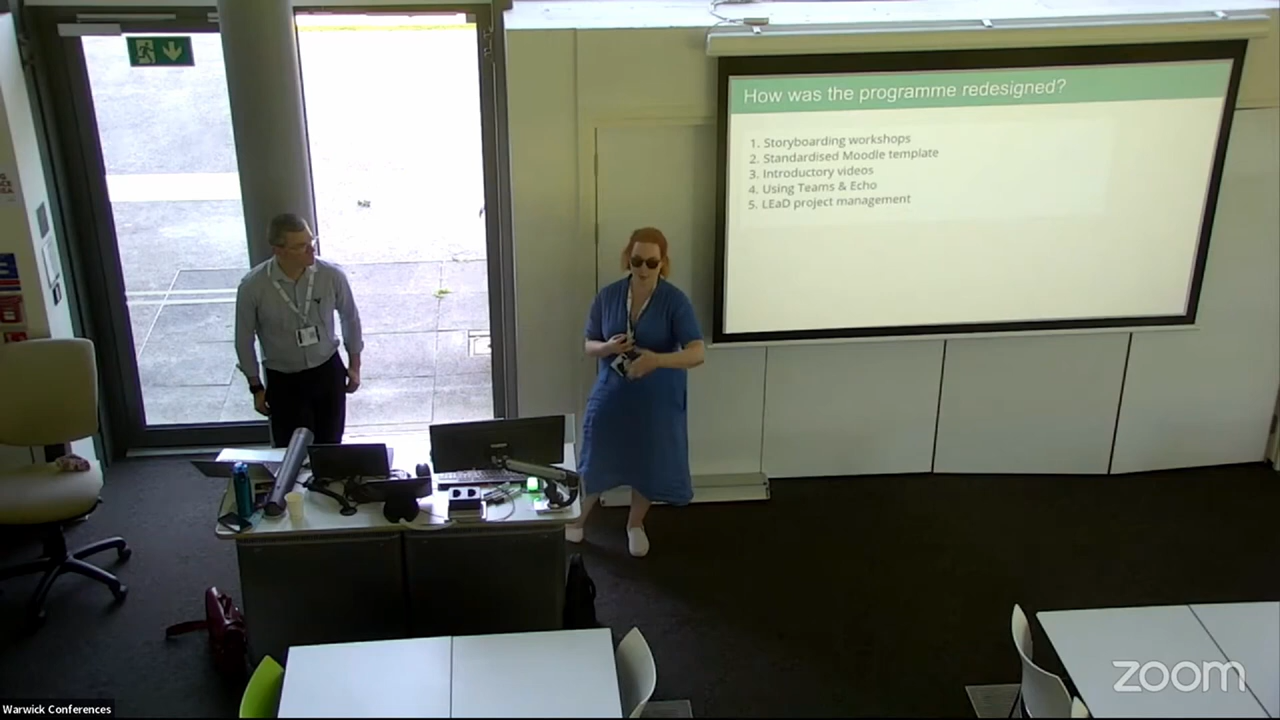 How was the programme redesigned?
1. Storyboarding workshops
2. Standardised Moodle template
3. Introductory videos
4. Using Teams & Echo
5. LEaD project management
Warwick Conferences
zoom